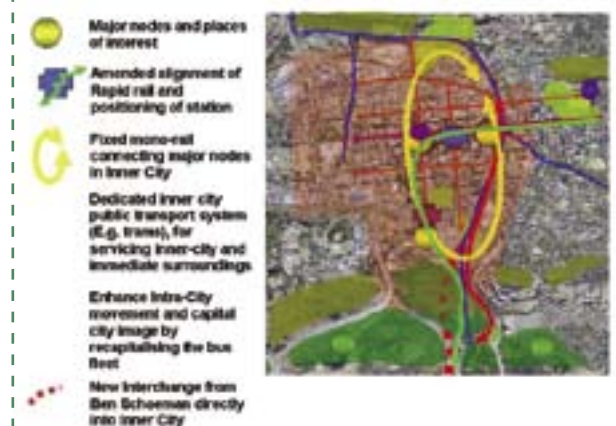 Major nodes and places
of interest
Amended alignment of
Rapid rail and
positioning of station
Fixed mono-rail
connecting major nodes
in Inner City
Dedicated inner city
public transport system
(E.g. trams), for
servicing inner-city and
immediate surroundings
Enhance Intra-City
movement and capital
city image by
recapitalising the bus
fleet
New Interchange from
Ben Schoeman directly
into Inner City